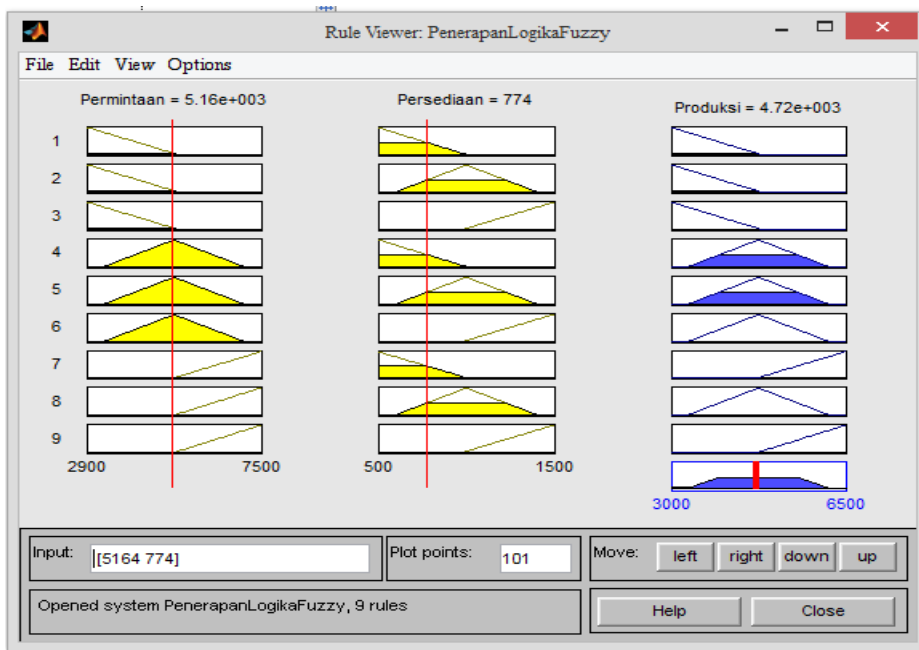 Rule Viewer: PenerapanLogikaFuzzy
File Edit View Options
Permintaan = 5.16e+003
Persediaan = 774
Produksi = 4.72e+003
1
2
3
4
5
6
7
8
9
2900 7500
500 1500
3000 6500
Input: [5164 774]
Plot points: 101
Move: left right down up
Opened system PenerapanLogikaFuzzy, 9 rules
Help Close